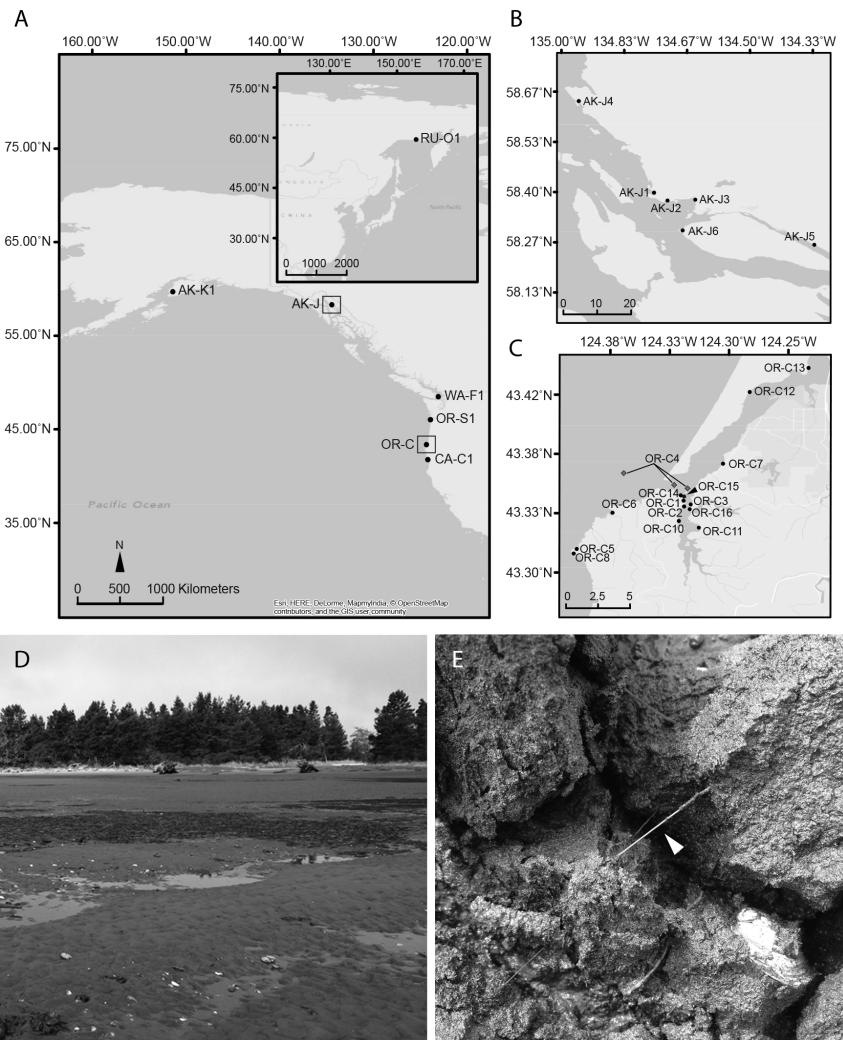 A
160.00°W 150.00°W 140.00°W 130.00°W 120.00°W
130.00°E 150.00°E 170.00°E
75.00°N
60.00°N
45.00°N
30.00°N
RU-O1
CHINA
North Pacific
0 1000 2000
75.00°N
65.00°N
55.00°N
45.00°N
35.00°N
AK-K1
AK-J
WA-F1
OR-S1
OR-C
CA-C1
Pacific Ocean
N
0 500 1000 Kilometers
Esri, HERE, DeLorme, MapmyIndia, © OpenStreetMap
contributors, and the GIS user community
B
135.00°W 134.83°W 134.67°W 134.50°W 134.33°W
58.67°N
58.53°N
58.40°N
58.27°N
58.13°N
AK-J4
AK-J1
AK-J2
AK-J3
AK-J6
AK-J5
0 10 20
C
124.38°W 124.33°W 124.30°W 124.25°W
43.42°N
43.38°N
43.33°N
43.30°N
OR-C13
OR-C12
OR-C4
OR-C7
OR-C15
OR-C14
OR-C1
OR-C3
OR-C6
OR-C2
OR-C16
OR-C10
OR-C11
OR-C5
OR-C8
0 2.5 5
D
E